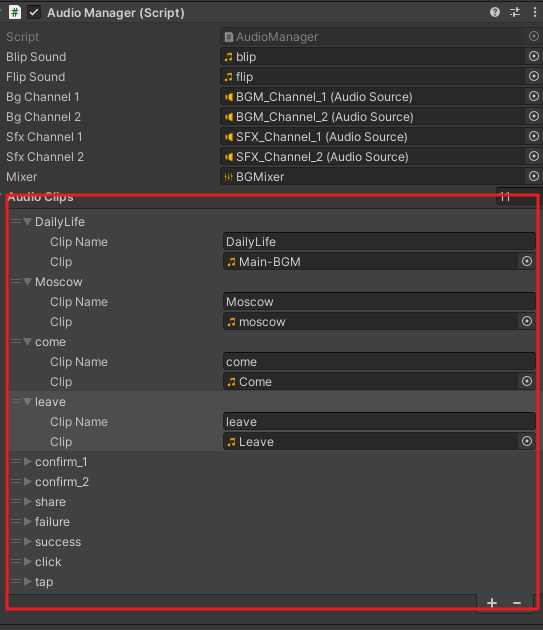 Audio Manager (Script)
Script AudioManager
Blip Sound blip
Flip Sound flip
Bg Channel 1 BGM_Channel_1 (Audio Source)
Bg Channel 2 BGM_Channel_2 (Audio Source)
Sfx Channel 1 SFX_Channel_1 (Audio Source)
Sfx Channel 2 SFX_Channel_2 (Audio Source)
Mixer BGMixer
Audio Clips 11
DailyLife
Clip Name DailyLife
Clip Main-BGM
Moscow
Clip Name Moscow
Clip moscow
come
Clip Name come
Clip Come
leave
Clip Name leave
Clip Leave
confirm_1
confirm_2
share
failure
success
click
tap